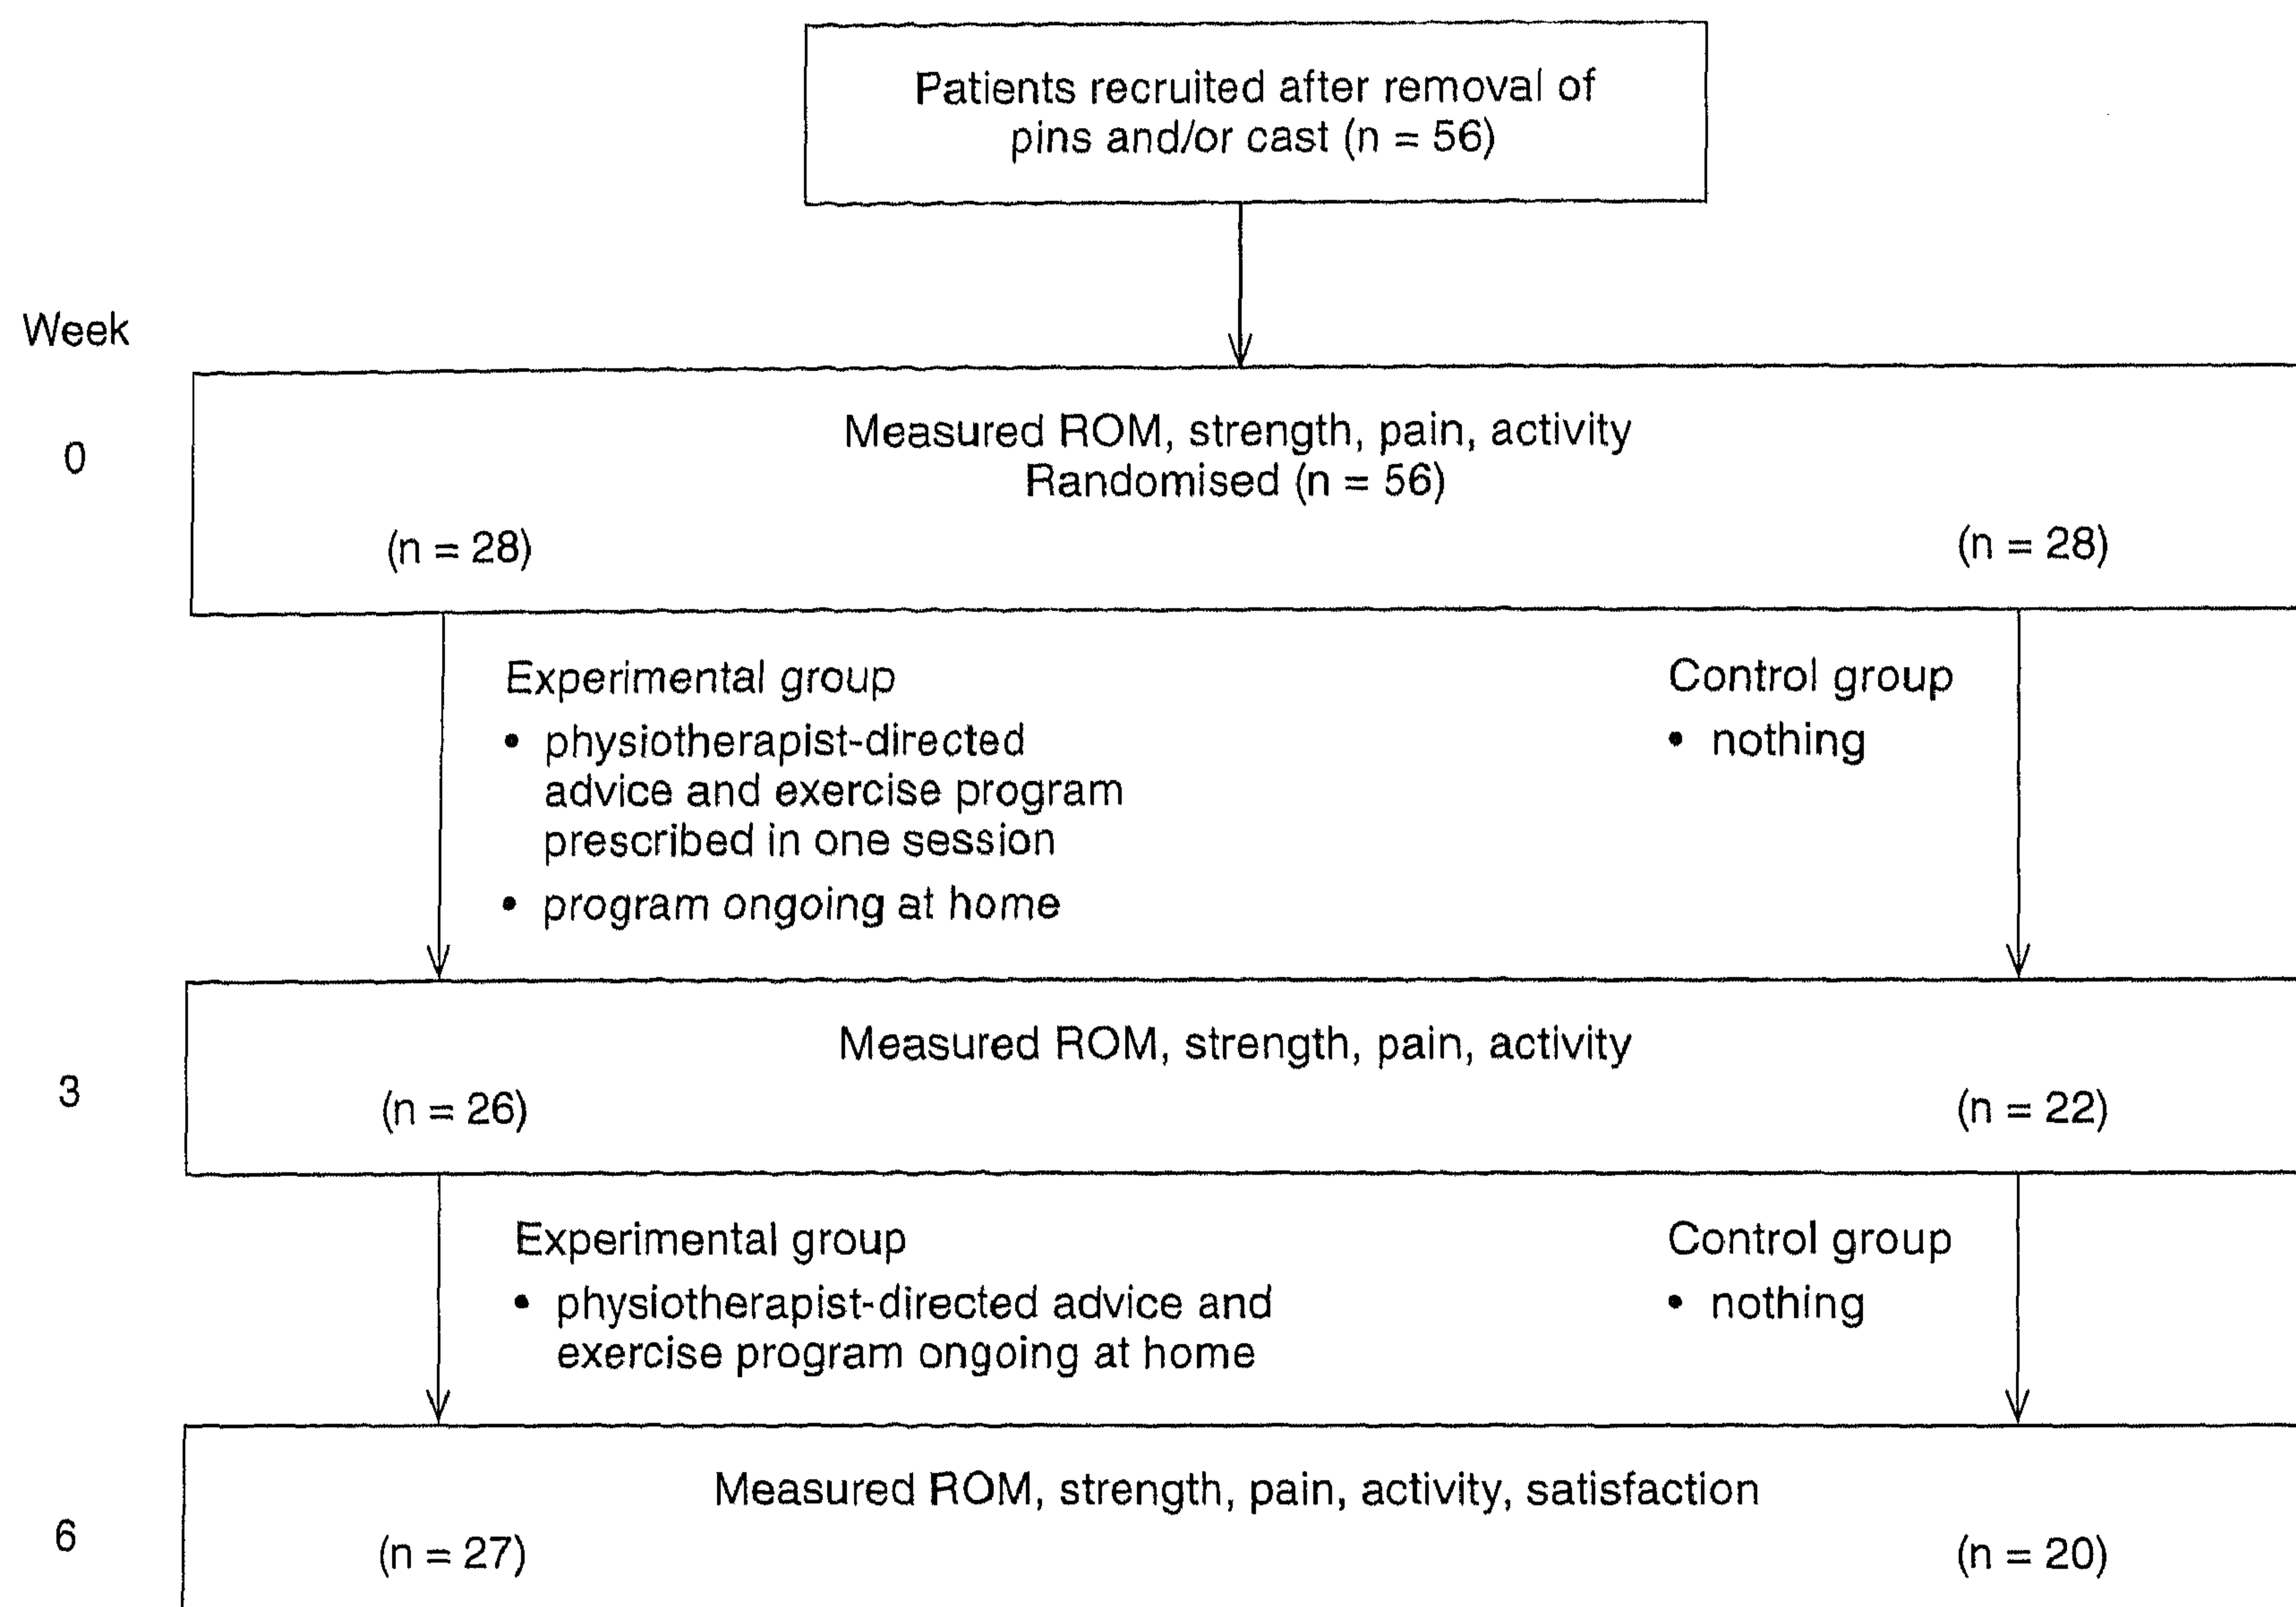 Patients recruited after removal of
pins and/or cast (n = 56)
Week
0
Measured ROM, strength, pain, activity
Randomised (n = 56)
(n = 28)
(n = 28)
Experimental group
• physiotherapist-directed
advice and exercise program
prescribed in one session
• program ongoing at home
Control group
• nothing
3
Measured ROM, strength, pain, activity
(n = 26)
(n = 22)
Experimental group
• physiotherapist-directed advice and
exercise program ongoing at home
Control group
• nothing
6
Measured ROM, strength, pain, activity, satisfaction
(n = 27)
(n = 20)